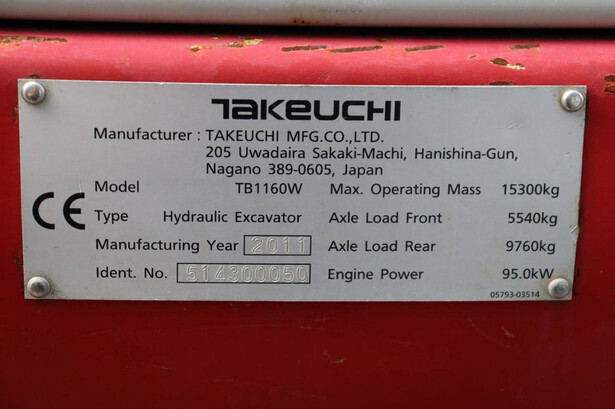 TAKEUCHI
Manufacturer : TAKEUCHI MFG.CO.,LTD.
205 Uwadaira Sakaki-Machi, Hanishina-Gun,
Nagano 389-0605, Japan
Model TB1160W Max. Operating Mass 15300kg
CE Type Hydraulic Excavator Axle Load Front 5540kg
Manufacturing Year 2011 Axle Load Rear 9760kg
Ident. No. 514300050 Engine Power 95.0kW
05793-03514